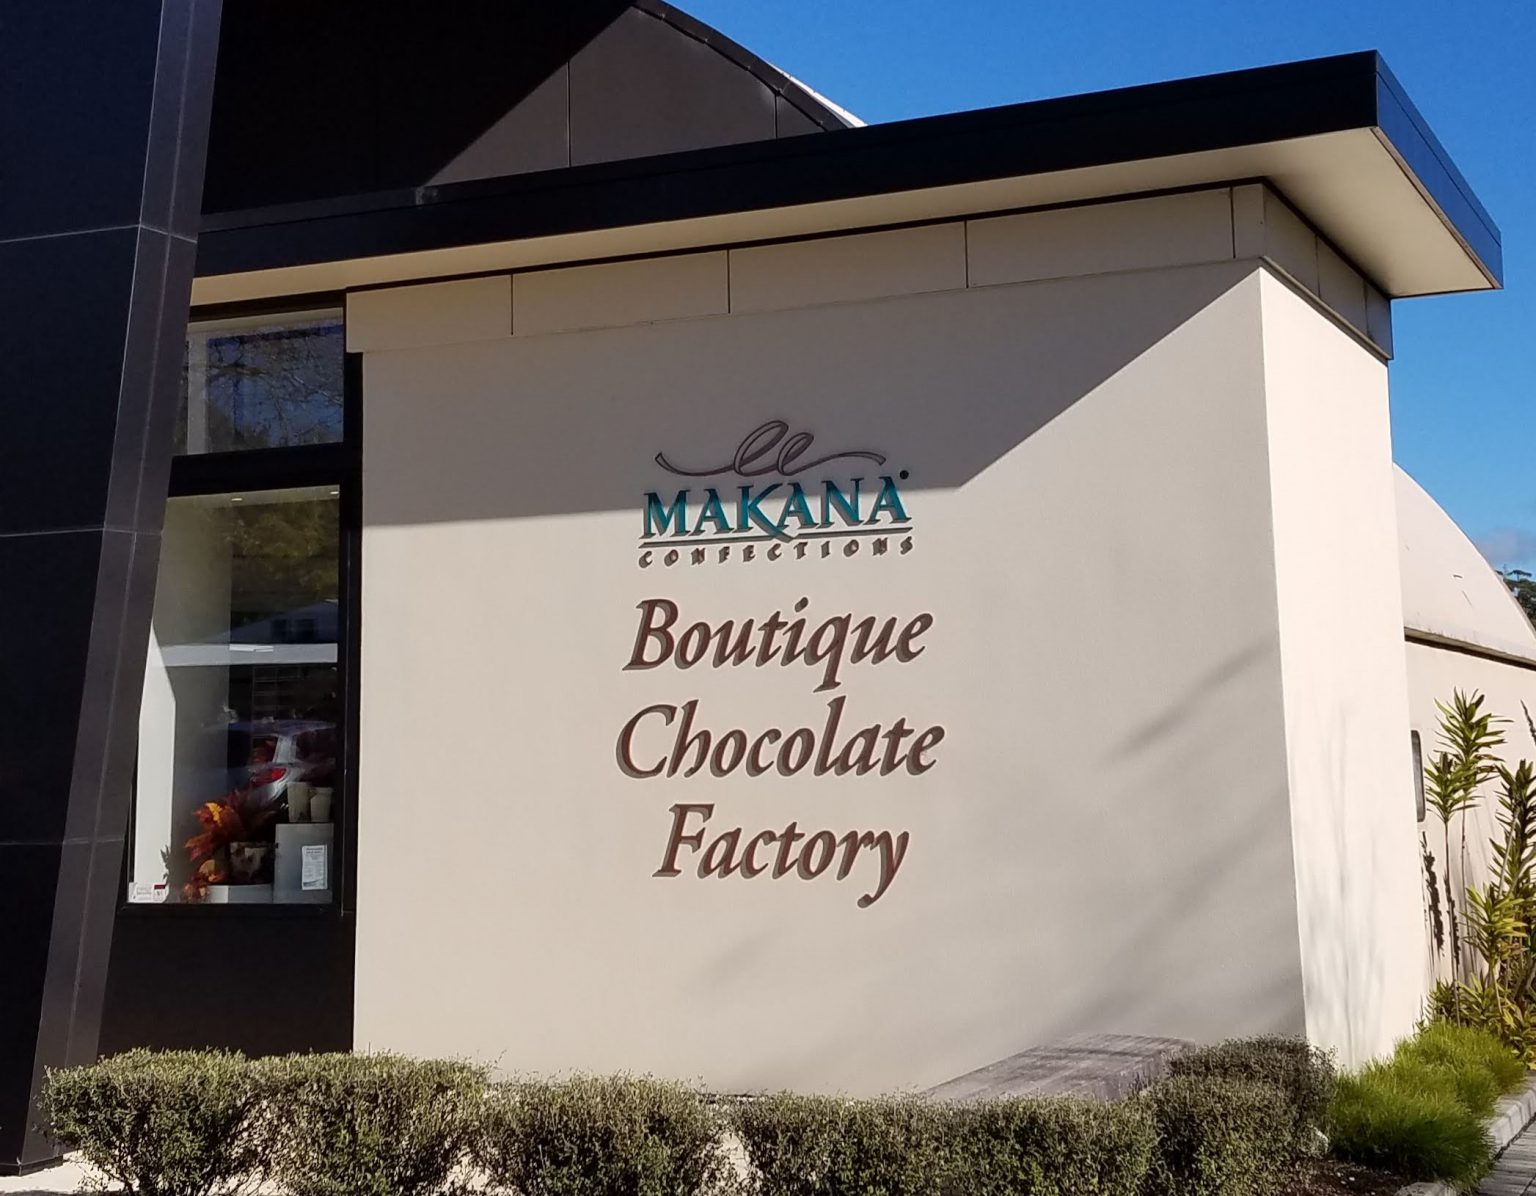 MAKANA
CONFECTIONS
Boutique
Chocolate
Factory